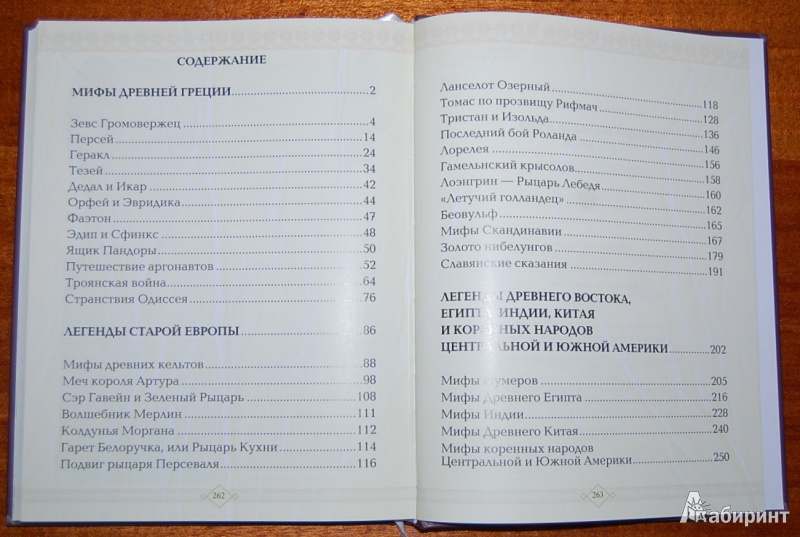 СОДЕРЖАНИЕ
МИФЫ ДРЕВНЕЙ ГРЕЦИИ 2
Зевс Громовержец 4
Персей 14
Геракл 24
Тезей 34
Дедал и Икар 42
Орфей и Эвридика 44
Фаэтон 47
Эдип и Сфинкс 48
Ящик Пандоры 50
Путешествие аргонавтов 52
Троянская война 64
Странствия Одиссея 76
ЛЕГЕНДЫ СТАРОЙ ЕВРОПЫ 86
Мифы древних кельтов 88
Меч короля Артура 98
Сэр Гавейн и Зеленый Рыцарь 108
Волшебник Мерлин 111
Колдунья Моргана 112
Гарет Белоручка, или Рыцарь Кухни 114
Подвиг рыцаря Персеваля 116
262
Ланселот Озерный 118
Томас по прозвищу Рифмач 128
Тристан и Изольда 136
Последний бой Роланда 146
Лорелея 156
Гамельнский крысолов 158
Лоэнгрин — Рыцарь Лебедя 160
«Летучий голландец» 162
Беовульф 165
Мифы Скандинавии 167
Золото нибелунгов 179
Славянские сказания 191
ЛЕГЕНДЫ ДРЕВНЕГО ВОСТОКА,
ЕГИПТА, ИНДИИ, КИТАЯ
И КОРЕННЫХ НАРОДОВ
ЦЕНТРАЛЬНОЙ И ЮЖНОЙ АМЕРИКИ 202
Мифы шумеров 205
Мифы Древнего Египта 216
Мифы Индии 228
Мифы Древнего Китая 240
Мифы коренных народов
Центральной и Южной Америки 250
263
Лабиринт